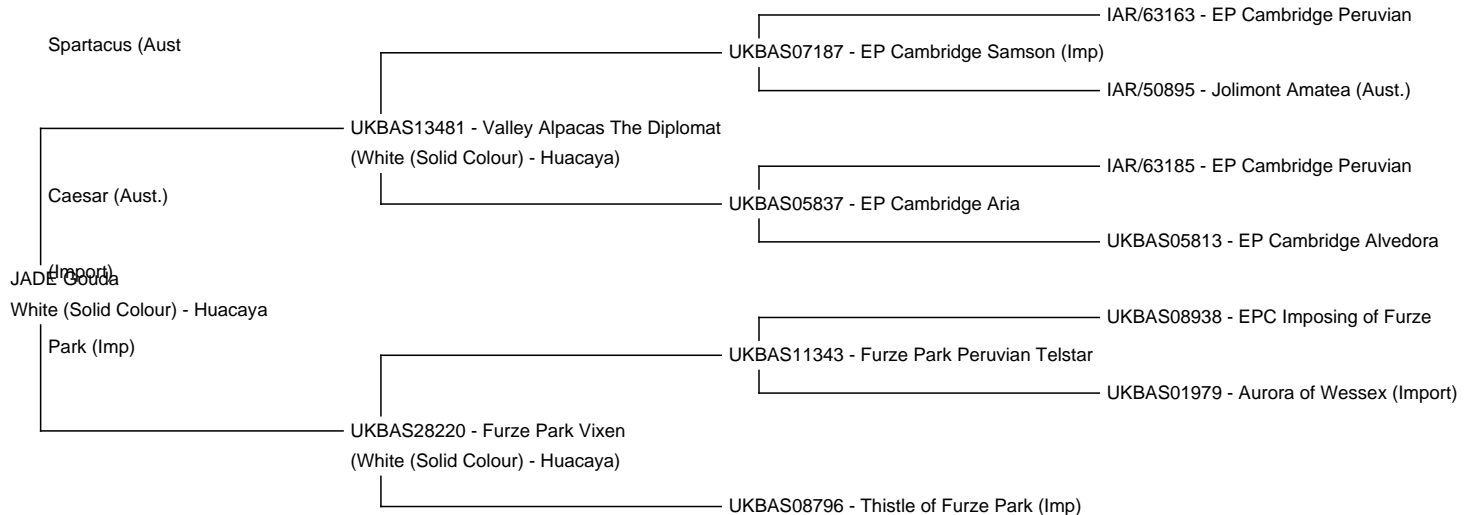 IAR/63163 - EP Cambridge Peruvian
Spartacus (Aust
UKBAS07187 - EP Cambridge Samson (Imp)
IAR/50895 - Jolimont Amatea (Aust.)
UKBAS13481 - Valley Alpacas The Diplomat
(White (Solid Colour) - Huacaya)
IAR/63185 - EP Cambridge Peruvian
Caesar (Aust.)
UKBAS05837 - EP Cambridge Aria
UKBAS05813 - EP Cambridge Alvedora
(Import)
JADE Gouda
White (Solid Colour) - Huacaya
UKBAS08938 - EPC Imposing of Furze
Park (Imp)
UKBAS11343 - Furze Park Peruvian Telstar
UKBAS01979 - Aurora of Wessex (Import)
UKBAS28220 - Furze Park Vixen
(White (Solid Colour) - Huacaya)
UKBAS08796 - Thistle of Furze Park (Imp)